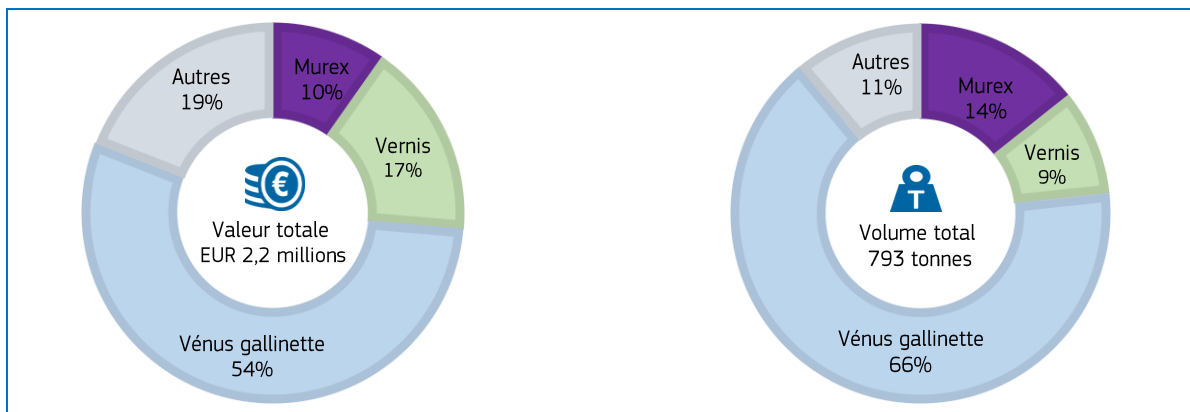 Autres
19%
Murex
10%
Vernis
17%
€
Valeur totale
EUR 2,2 millions
Vénus gallinette
54%
Autres
11%
Murex
14%
Vernis
9%
T
Volume total
793 tonnes
Vénus gallinette
66%